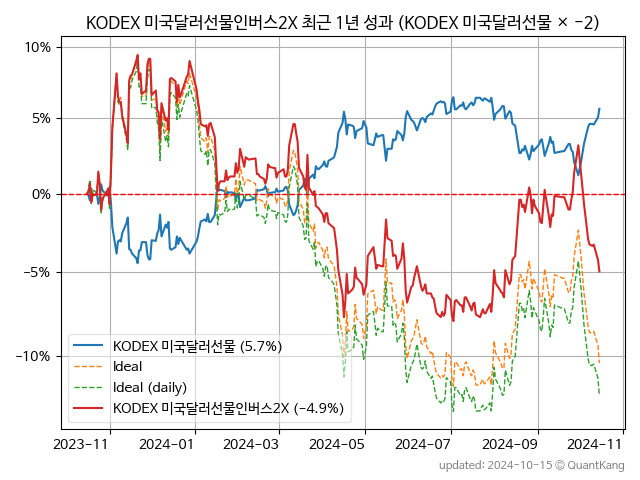 KODEX 미국달러선물인버스2X 최근 1년 성과 (KODEX 미국달러선물 × −2)
10%
5%
0%
−5%
−10%
KODEX 미국달러선물 (5.7%)
Ideal
Ideal (daily)
KODEX 미국달러선물인버스2X (−4.9%)
2023−11 2024−01 2024−03 2024−05 2024−07 2024−09 2024−11
updated: 2024-10-15 © QuantKang